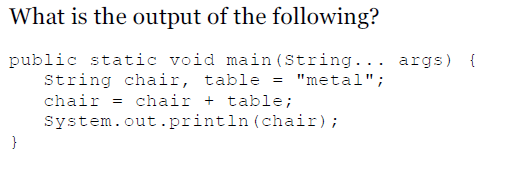 What is the output of the following?
public static void main(String... args) {
String chair, table = "metal";
chair = chair + table;
System.out.println(chair);
}